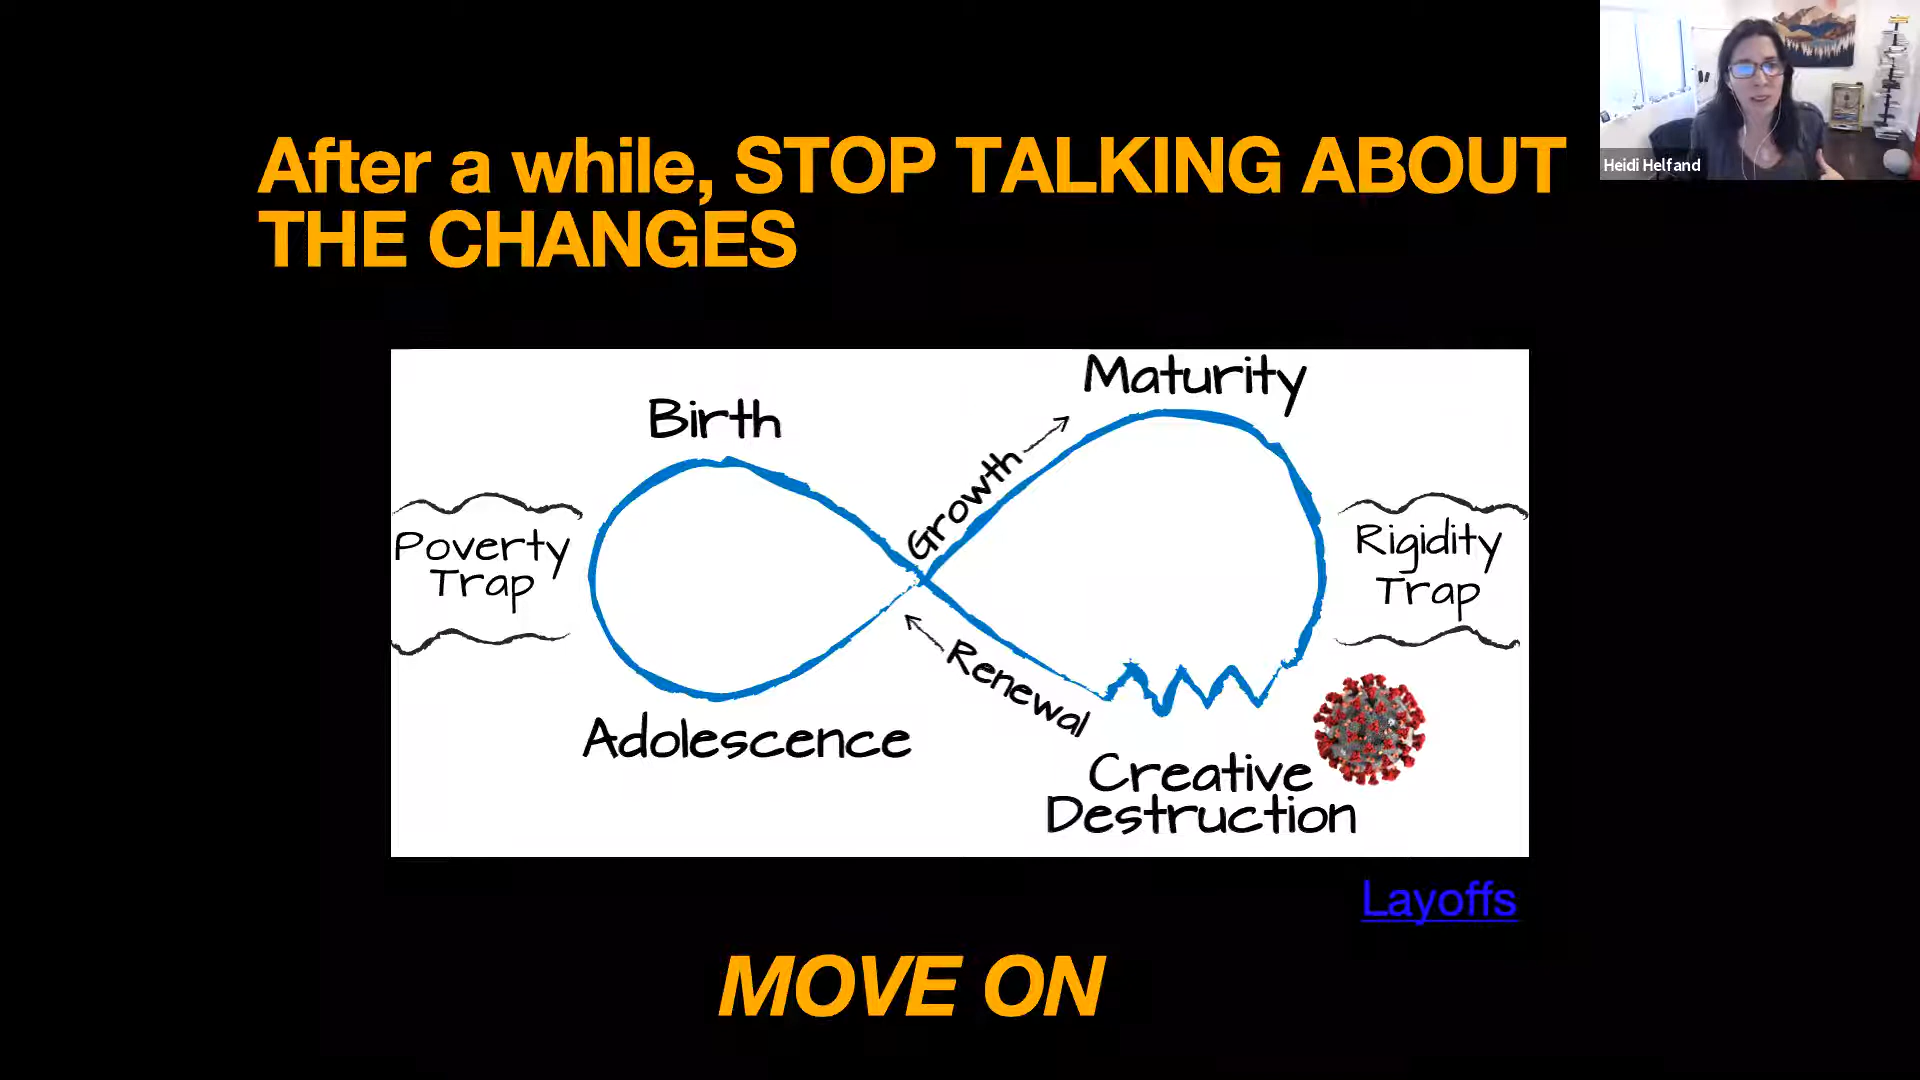 After a while, STOP TALKING ABOUT
THE CHANGES
Heidi Helfand
Maturity
Birth
Growth
Poverty
Trap
Rigidity
Trap
Renewal
Adolescence
Creative
Destruction
Layoffs
MOVE ON